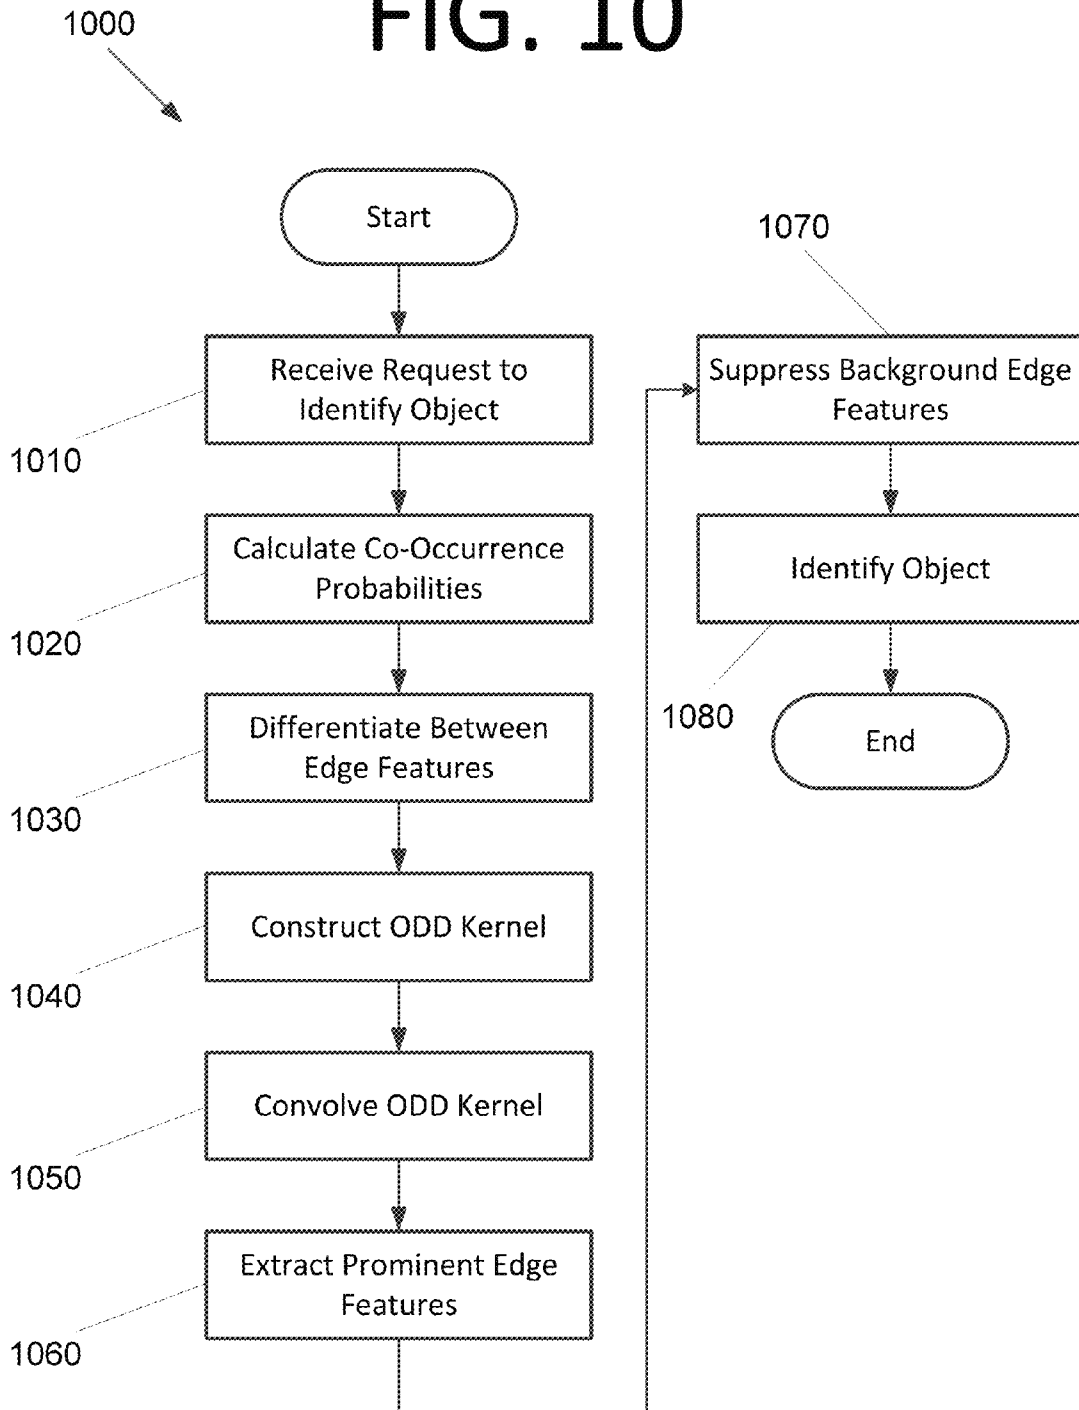 1000
FIG. 10
Start
Receive Request to
Identify Object
1010
Calculate Co-Occurrence
Probabilities
1020
Differentiate Between
Edge Features
1030
Construct ODD Kernel
1040
Convolve ODD Kernel
1050
Extract Prominent Edge
Features
1060
1070
Suppress Background Edge
Features
Identify Object
1080
End